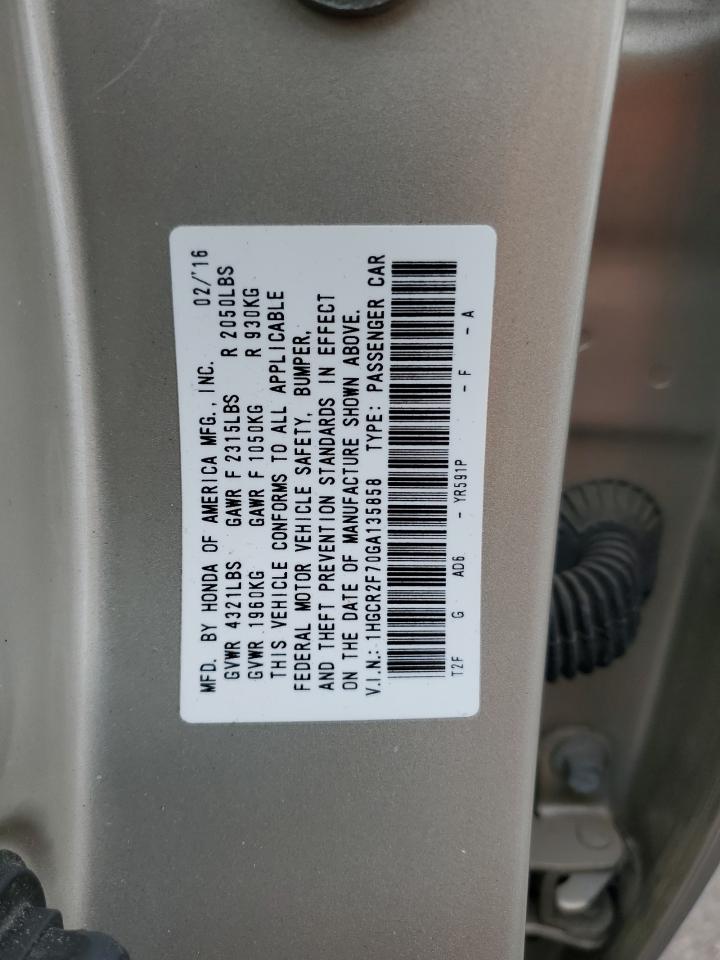 MFD. BY HONDA OF AMERICA MFG., INC. 02/'16
GVWR 4321LBS GAWR F 2315LBS R 2050LBS
GVWR 1960KG GAWR F 1050KG R 930KG
THIS VEHICLE CONFORMS TO ALL APPLICABLE
FEDERAL MOTOR VEHICLE SAFETY, BUMPER,
AND THEFT PREVENTION STANDARDS IN EFFECT
ON THE DATE OF MANUFACTURE SHOWN ABOVE.
V.I.N.: 1HGCR2F70GA135858 TYPE: PASSENGER CAR
T2F G AD6 - YR591P - F - A